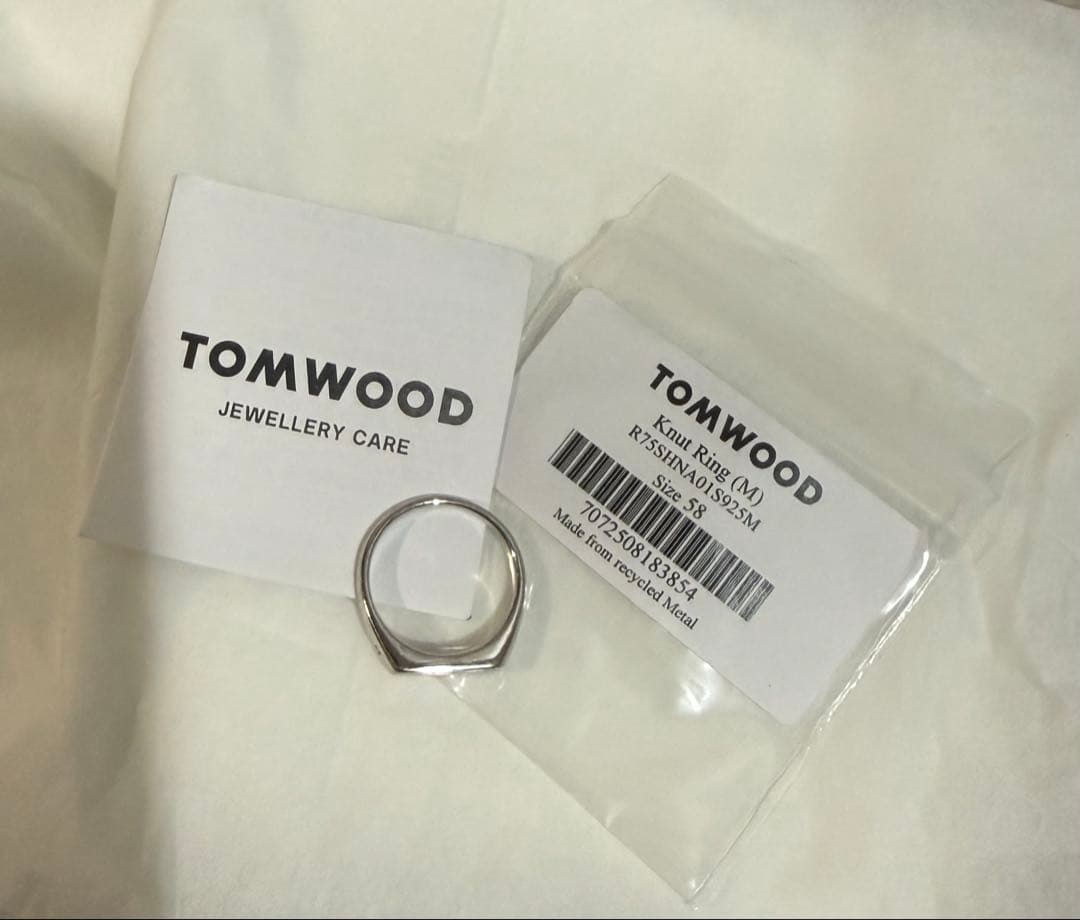 TOMWOOD
JEWELLERY CARE
TOMWOOD
Knut Ring (M)
R75SHNA01S925M
Size 58
7072508183854
Made from recycled Metal